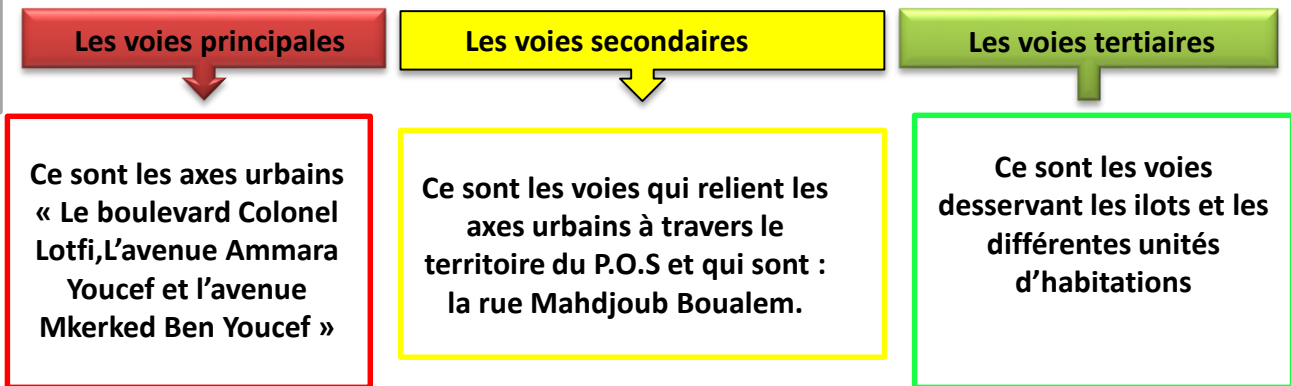 Les voies principales
Ce sont les axes urbains
« Le boulevard Colonel
Lotfi,L’avenue Ammara
Youcef et l’avenue
Mkerked Ben Youcef »
Les voies secondaires
Ce sont les voies qui relient les
axes urbains à travers le
territoire du P.O.S et qui sont :
la rue Mahdjoub Boualem.
Les voies tertiaires
Ce sont les voies
desservant les ilots et les
différentes unités
d’habitations